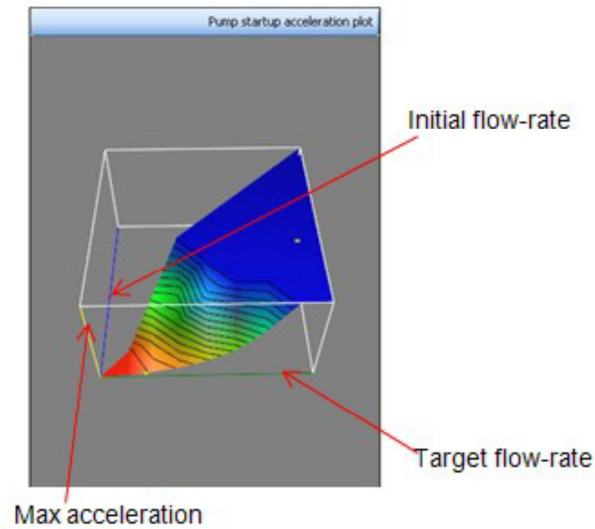 Pump startup acceleration plot
Initial flow-rate
Target flow-rate
Max acceleration